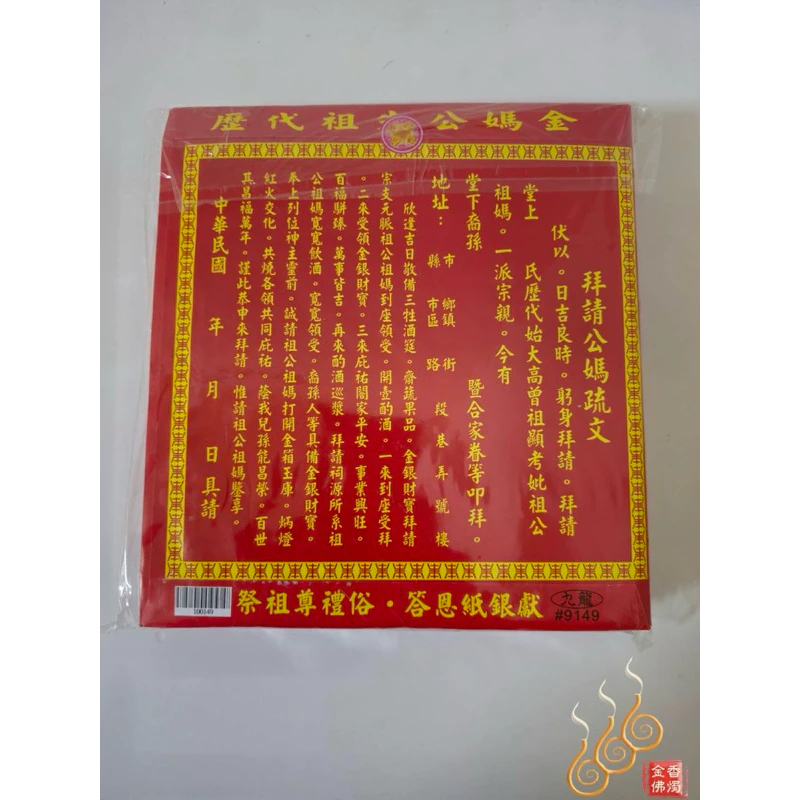 歷代祖公媽金
拜請公媽疏文
伏以。日吉良時。躬身拜請。拜請
堂上 氏歷代始大高曾祖顯考妣祖公
祖媽。一派宗親。今有
堂下裔孫 暨合家眷等叩拜。
地址： 市縣 鄉鎮市區 街路 段 巷 弄 號 樓
欣逢吉日敬備三牲酒筵。齋蔬果品。金銀財寶拜請
宗支元脈祖公祖媽到座領受。開壺酌酒。一來到座受拜
。二來受領金銀財寶。三來庇祐闔家平安。事業興旺。
百福駢臻。萬事皆吉。再來酌酒巡漿。拜請祠源所系祖
公祖媽寬寬飲酒。寬寬領受。裔孫人等具備金銀財寶。
奉上列位神主靈前。誠請祖公祖媽打開金箱玉庫。炳燈
紅火文化。共燒各領共同庇祐。蔭我兒孫能昌榮。百世
其昌福萬年。謹此恭申來拜請。惟請祖公祖媽鑒享。
中華民國 年 月 日具請
100149
祭祖尊禮俗・答恩紙銀獻
九龍
#9149
香燭
金佛